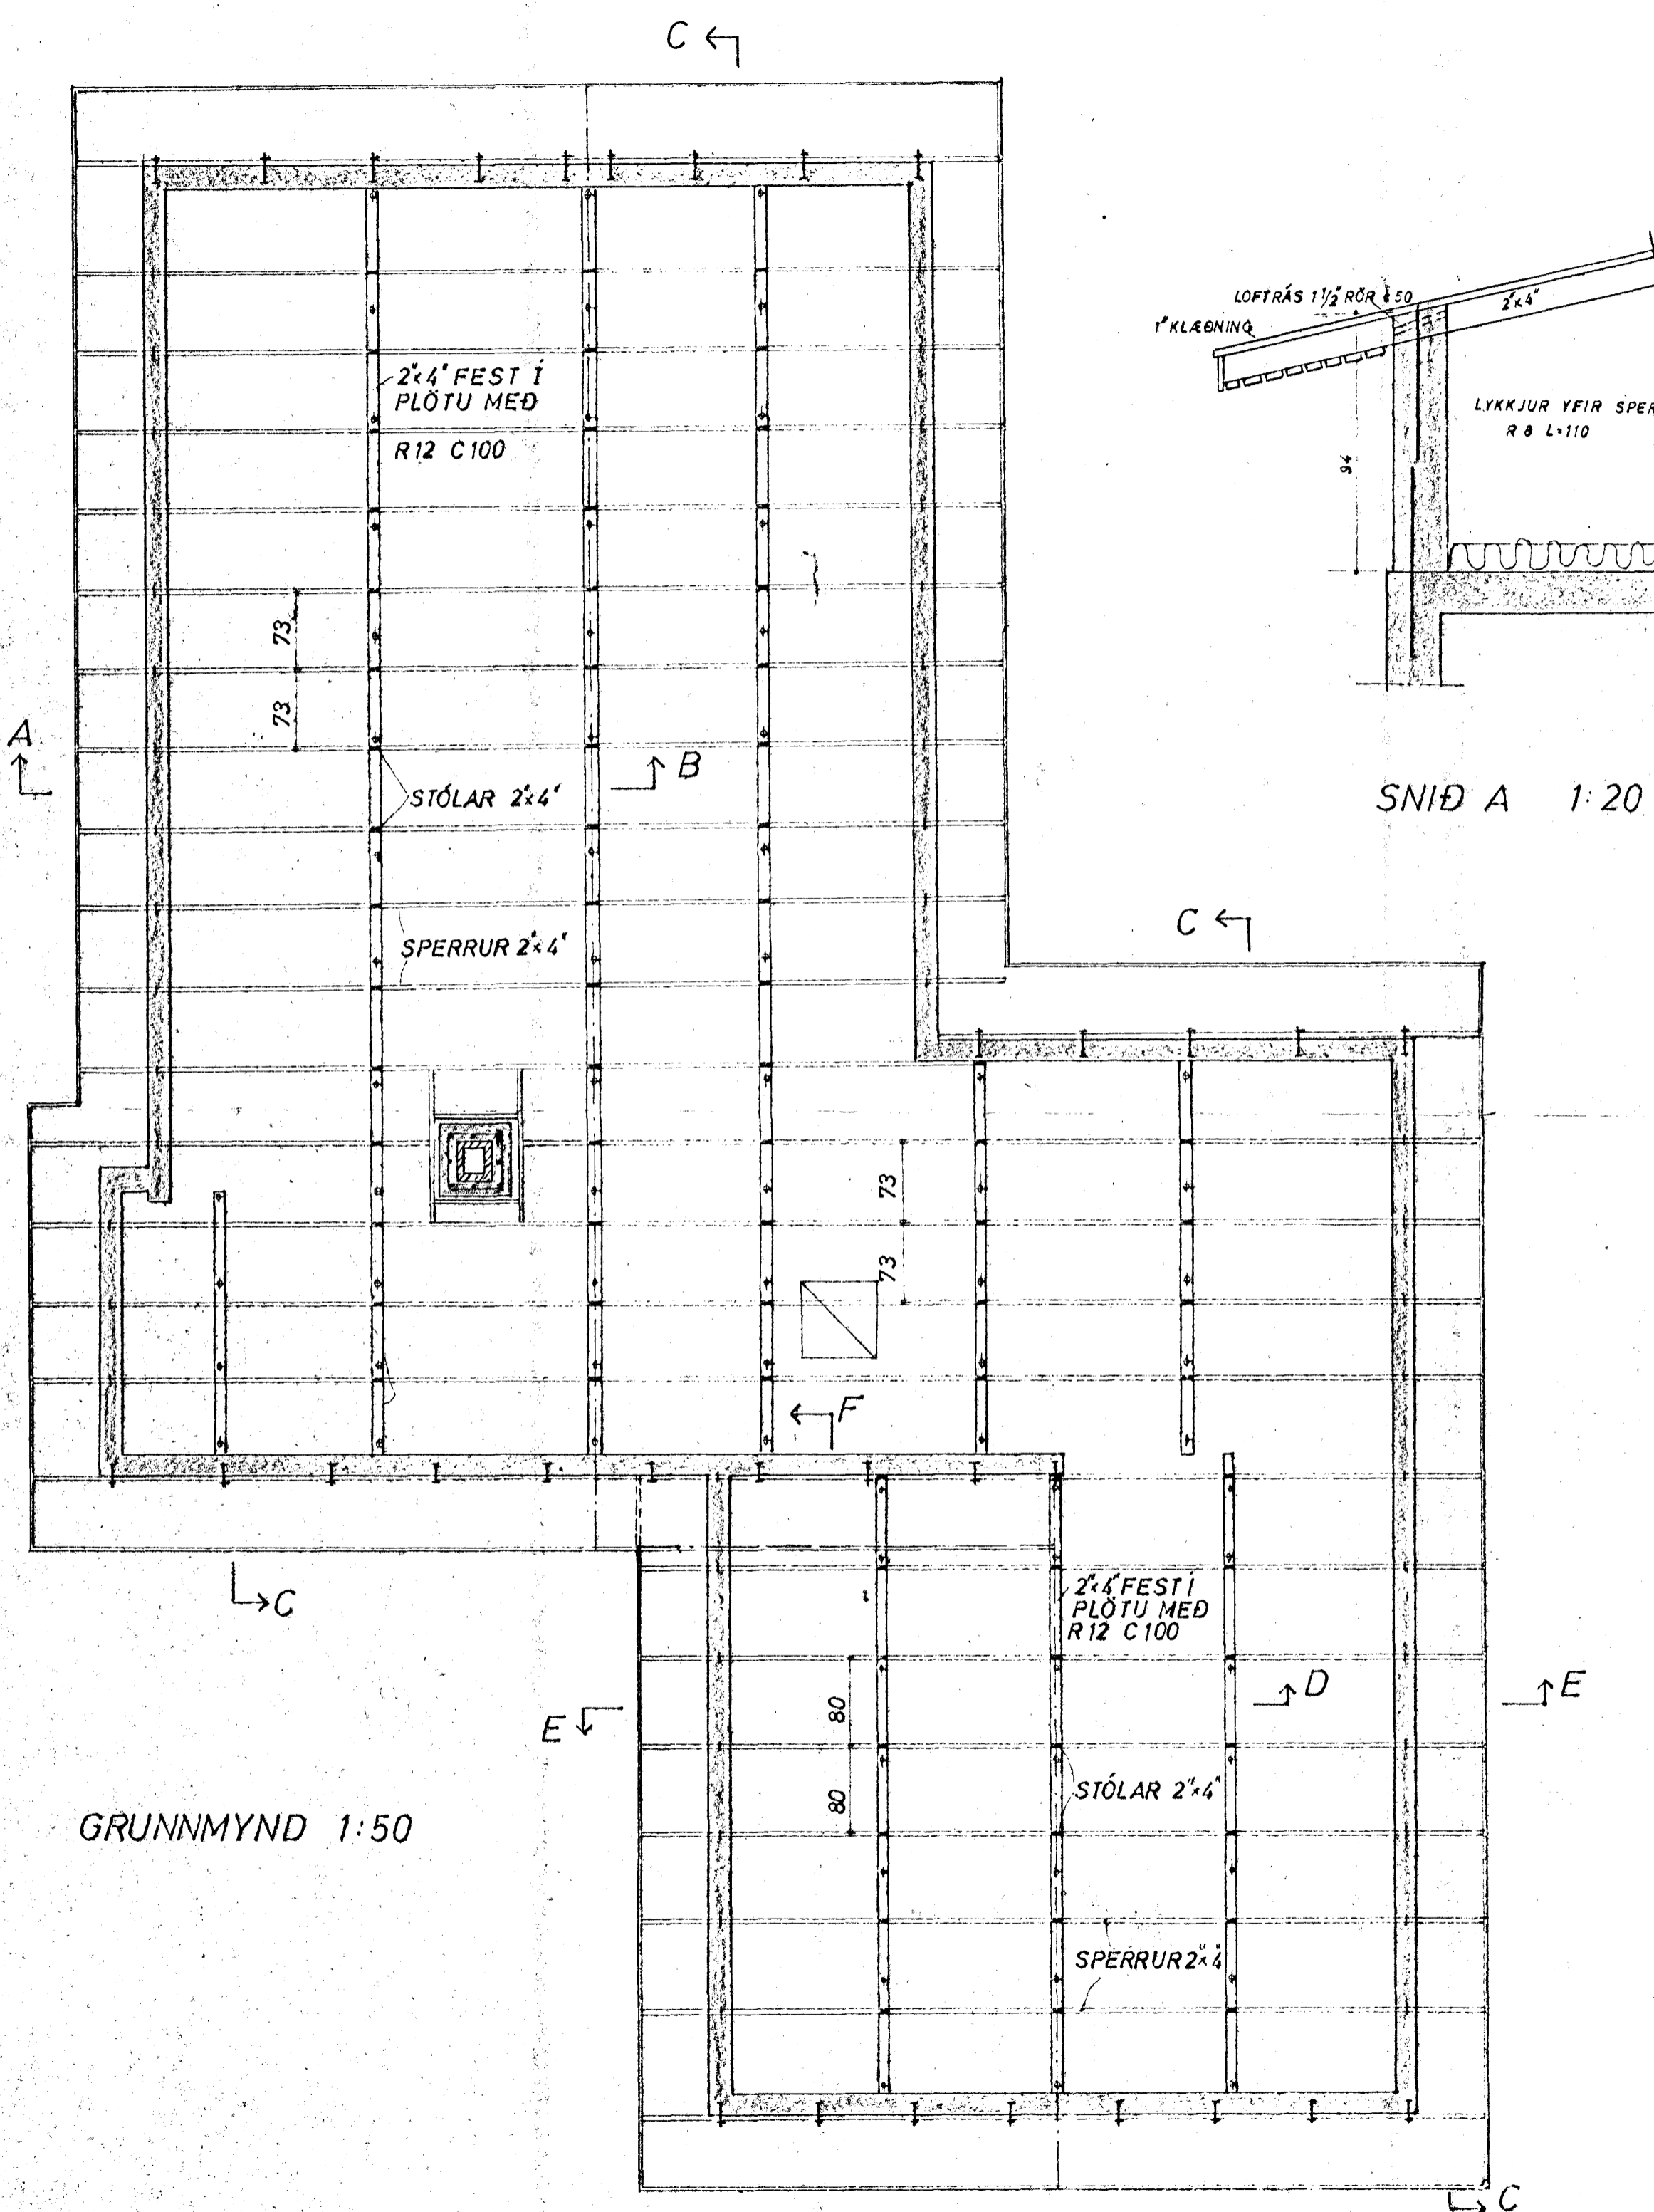 C
2"x4" FEST Í
PLÖTU MEÐ
R12 C100
73
73
A
B
STÓLAR 2"x4"
SPERRUR 2"x4"
LOFTRÁS 1 1/2" RÖR
50
2"x4"
1" KLÆÐNING
LYKKJUR YFIR
R 8 L=110
94
SNIÐ A 1:20
C
73
73
F
C
2"x4" FEST Í
PLÖTU MEÐ
R12 C100
80
80
D
E
E
STÓLAR 2"x4"
SPERRUR 2"x4"
GRUNNMYND 1:50
C